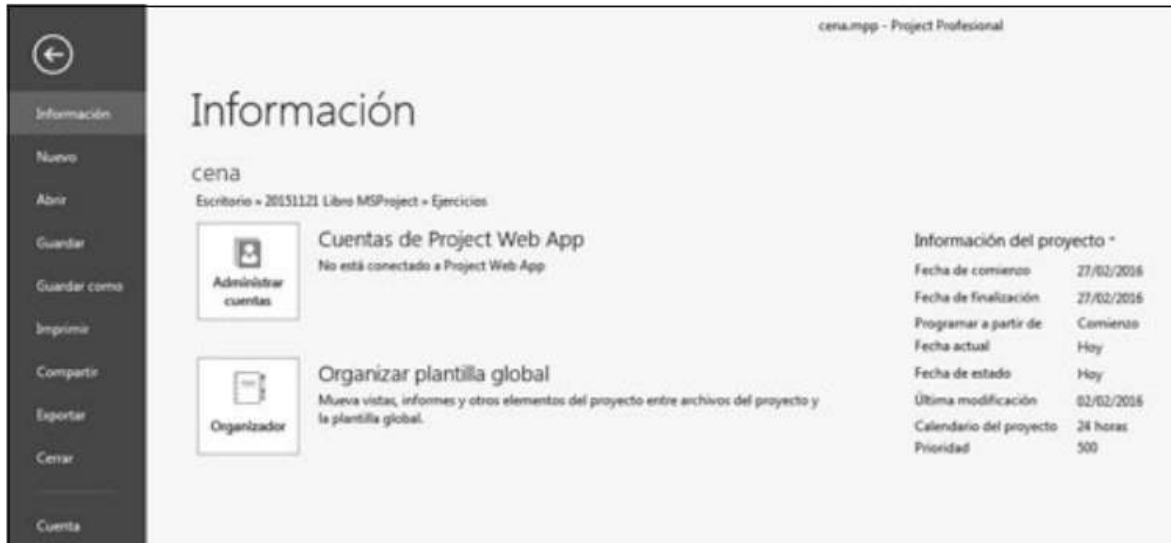 cena.mpp - Project Profesional
Información
Nuevo
Abrir
Guardar
Guardar como
Imprimir
Compartir
Exportar
Cerrar
Cuenta
Información
cena
Escritorio » 20151121 Libro MSProject » Ejercicios
Administrar
cuentas
Cuentas de Project Web App
No está conectado a Project Web App
Organizador
Organizar plantilla global
Mueva vistas, informes y otros elementos del proyecto entre archivos del proyecto y
la plantilla global.
Información del proyecto
Fecha de comienzo 27/02/2016
Fecha de finalización 27/02/2016
Programar a partir de Comienzo
Fecha actual Hoy
Fecha de estado Hoy
Última modificación 02/02/2016
Calendario del proyecto 24 horas
Prioridad 500